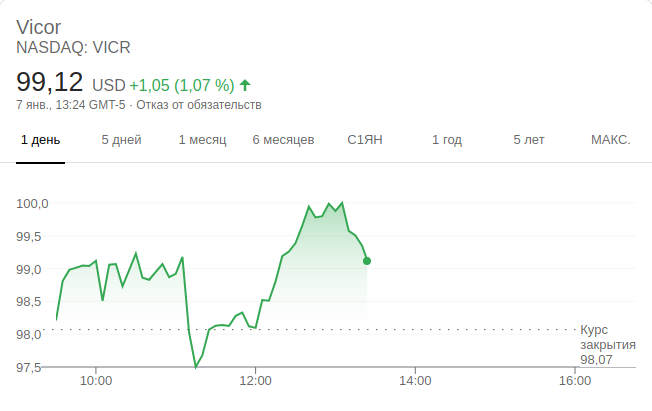 Vicor
NASDAQ: VICR
99,12 USD +1,05 (1,07 %)
7 янв., 13:24 GMT-5 · Отказ от обязательств
1 день 5 дней 1 месяц 6 месяцев С1ЯН 1 год 5 лет МАКС.
100,0
99,5
99,0
98,5
98,0
97,5
Курс
закрытия
98,07
10:00 12:00 14:00 16:00